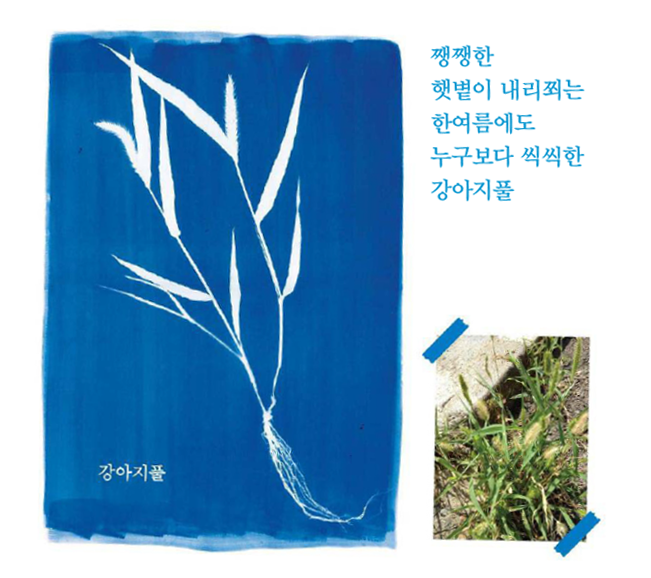 쨍쨍한
햇볕이 내리쬐는
한여름에도
누구보다 씩씩한
강아지풀
강아지풀